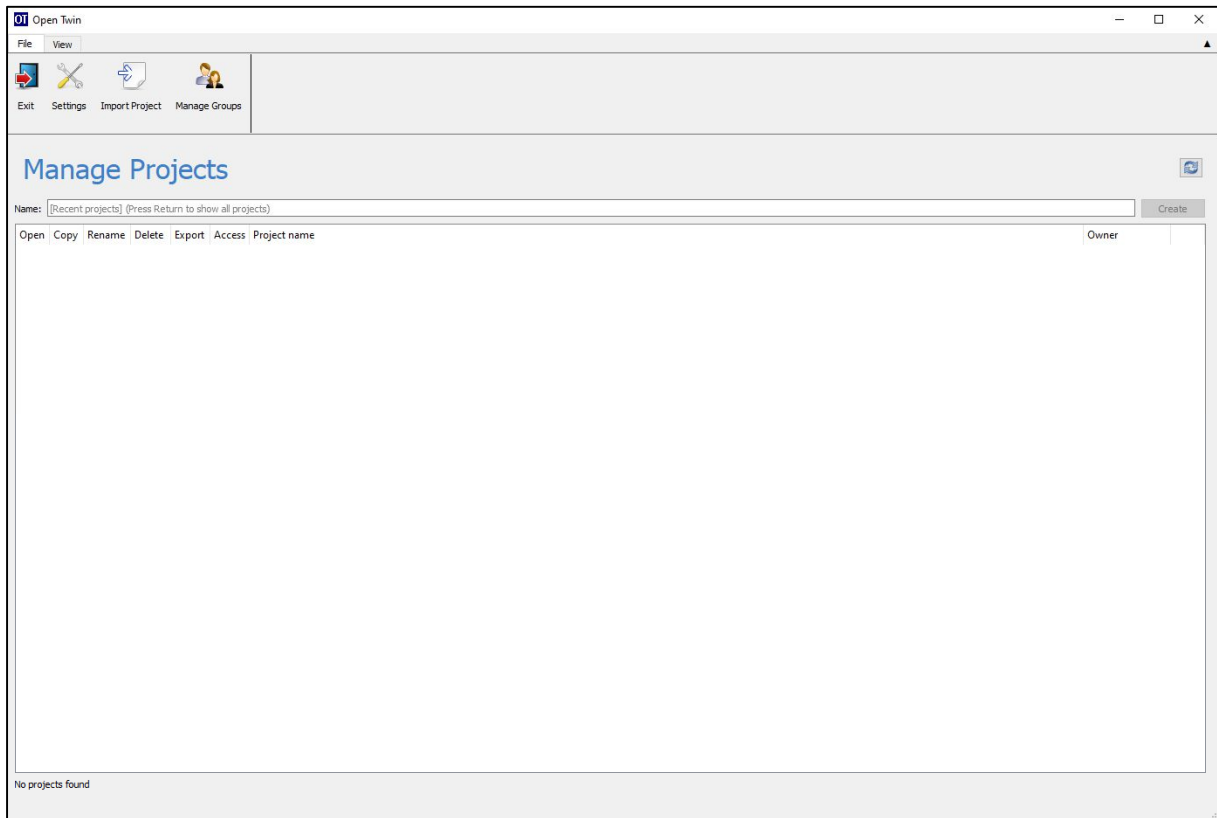 OT Open Twin
File View
Exit Settings Import Project Manage Groups
Manage Projects
Name: [Recent projects] (Press Return to show all projects) Create
Open Copy Rename Delete Export Access Project name Owner
No projects found